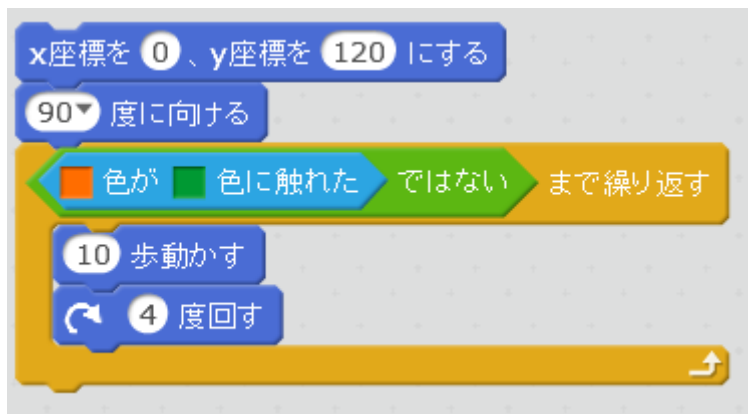 x座標を 0 、y座標を 120 にする
90 度に向ける
色が 色に触れた ではない まで繰り返す
10 歩動かす
4 度回す